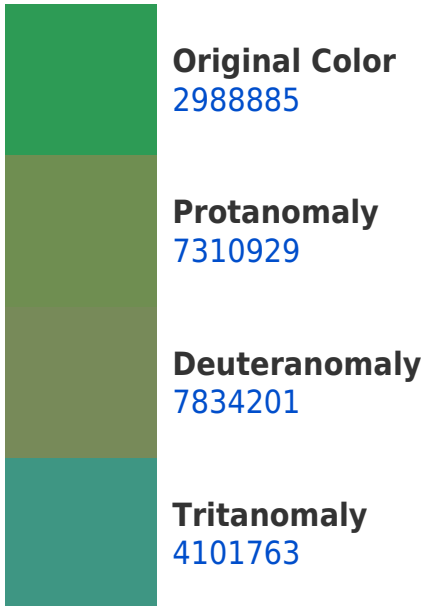 Original Color
2988885
Protanomaly
7310929
Deuteranomaly
7834201
Tritanomaly
4101763